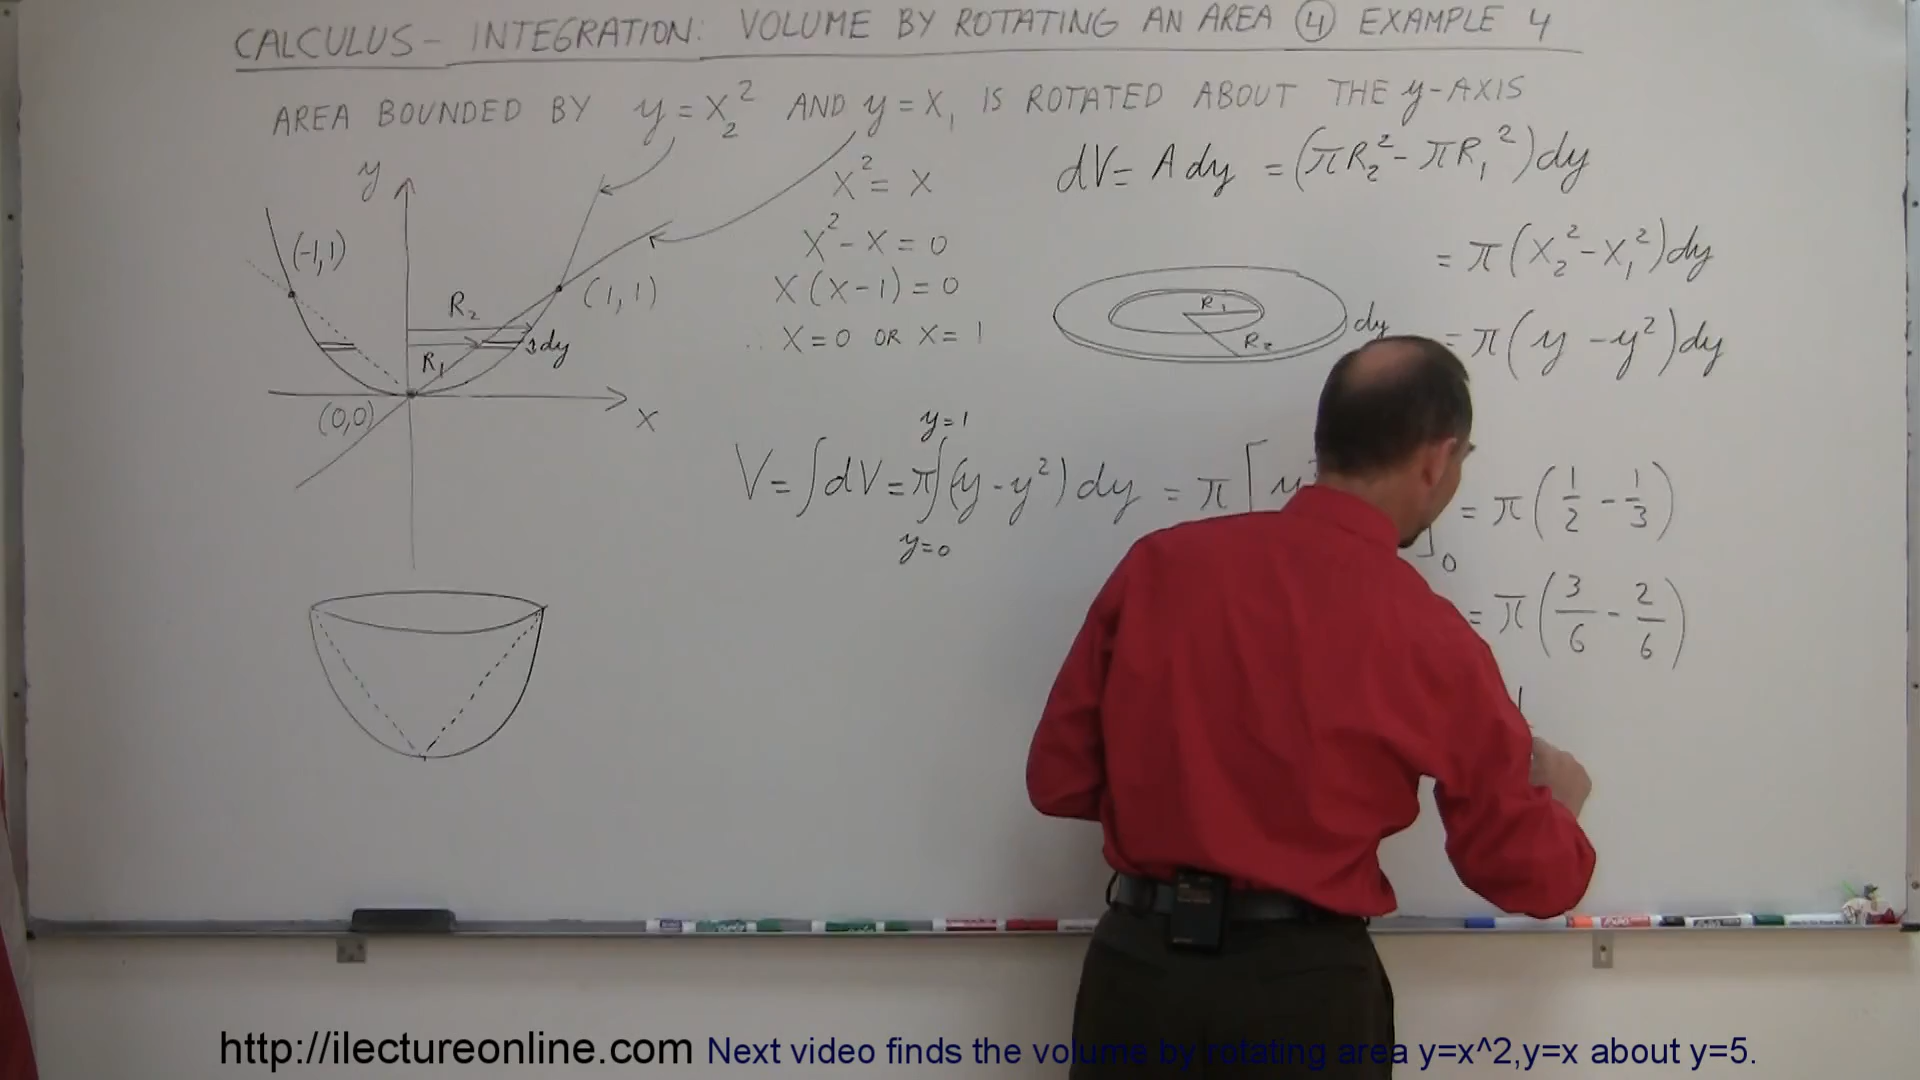 CALCULUS - INTEGRATION: VOLUME BY ROTATING AN AREA ④ EXAMPLE 4
AREA BOUNDED BY y = x₂² AND y = x₁ IS ROTATED ABOUT THE y-AXIS
y
(-1,1)
R₂
R₁
(1,1)
dy
(0,0)
x
x² = x
x² - x = 0
x(x-1) = 0
x = 0 OR x = 1
dV = A dy = (πR₂² - πR₁²)dy
= π(x₂² - x₁²)dy
= π(y - y²)dy
R₁
R₂
dy
y=1
V = ∫dV = π∫(y - y²)dy = π[
y=0
0
= π(1/2 - 1/3)
= π(3/6 - 2/6)
http://ilectureonline.com Next video finds the volume by rotating area y=x^2,y=x about y=5.